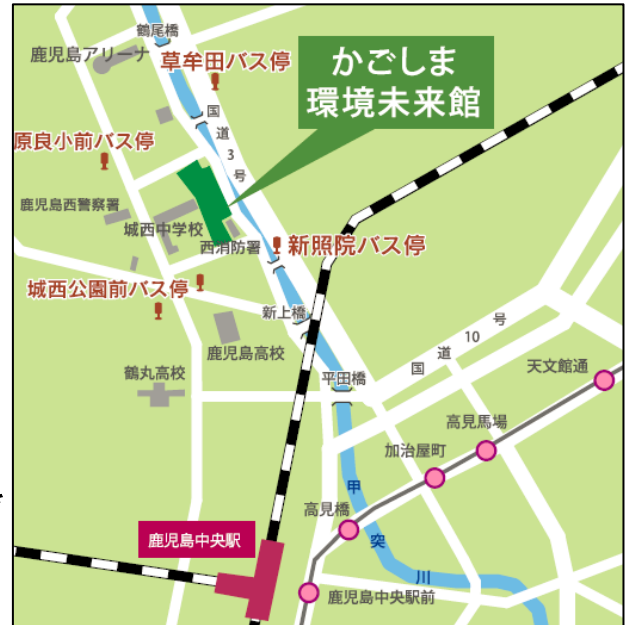 鶴尾橋
鹿児島アリーナ
草牟田バス停
かごしま
環境未来館
国道3号
原良小前バス停
鹿児島西警察署
城西中学校
西消防署
新照院バス停
城西公園前バス停
新上橋
鹿児島高校
国道10号
鶴丸高校
平田橋
天文館通
高見馬場
加治屋町
甲突川
高見橋
鹿児島中央駅
鹿児島中央駅前